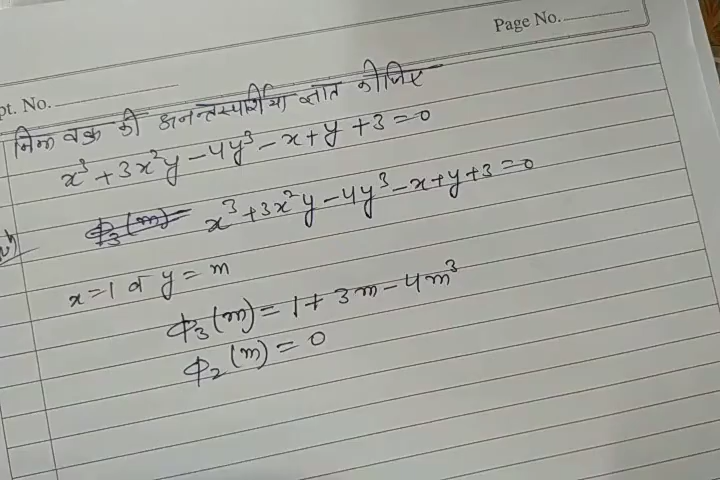 Page No.
pt. No.
निम्न वक्र की अनन्तस्पर्शियाँ ज्ञात कीजिए
x³ + 3x²y - 4y³ - x + y + 3 = 0
ϕ₃(m) = x³ + 3x²y - 4y³ - x + y + 3 = 0
x = 1 व y = m
ϕ₃(m) = 1 + 3m - 4m³
ϕ₂(m) = 0